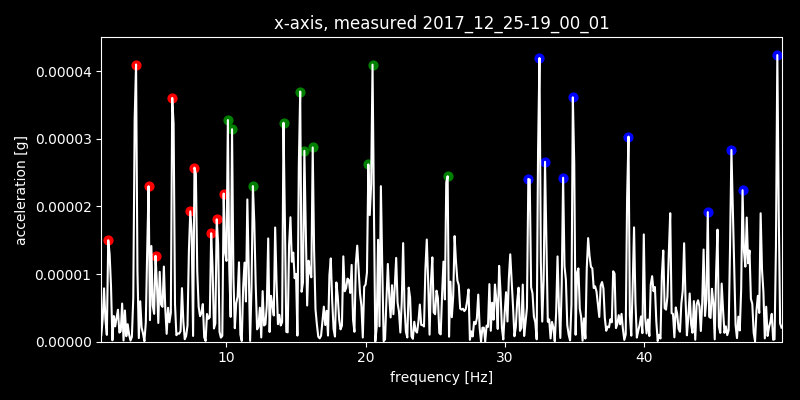 x-axis, measured 2017_12_25-19_00_01
0.00004
0.00003
0.00002
0.00001
0.00000
acceleration [g]
10 20 30 40
frequency [Hz]